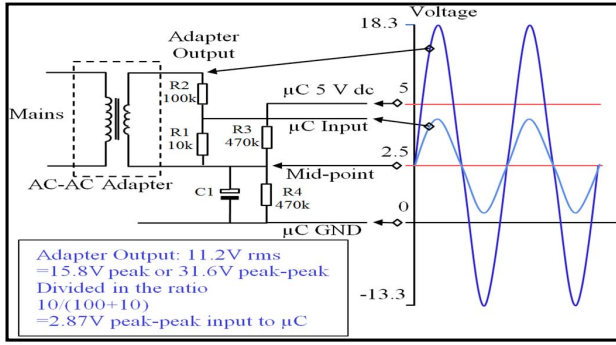 Voltage
18.3
Adapter
Output
R2
100k
µC 5 V dc
5
Mains
R1
10k
R3
470k
µC Input
2.5
AC-AC Adapter
Mid-point
C1
R4
470k
0
µC GND
Adapter Output: 11.2V rms
=15.8V peak or 31.6V peak-peak
Divided in the ratio
10/(100+10)
=2.87V peak-peak input to µC
-13.3